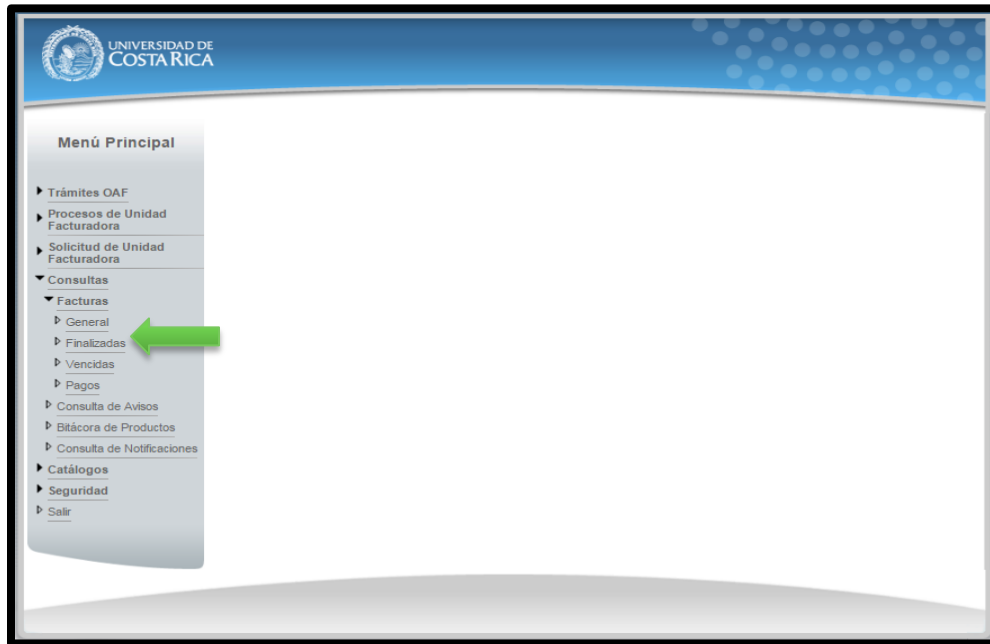 UNIVERSIDAD DE
COSTA RICA
Menú Principal
Trámites OAF
Procesos de Unidad
Facturadora
Solicitud de Unidad
Facturadora
Consultas
Facturas
General
Finalizadas
Vencidas
Pagos
Consulta de Avisos
Bitácora de Productos
Consulta de Notificaciones
Catálogos
Seguridad
Salir